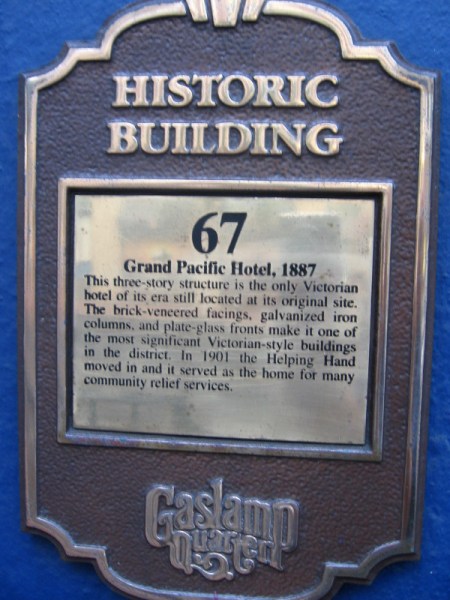 HISTORIC
BUILDING
67
Grand Pacific Hotel, 1887
This three-story structure is the only Victorian
hotel of its era still located at its original site.
The brick-veneered facings, galvanized iron
columns, and plate-glass fronts make it one of
the most significant Victorian-style buildings
in the district. In 1901 the Helping Hand
moved in and it served as the home for many
community relief services.
Gaslamp
Quarter